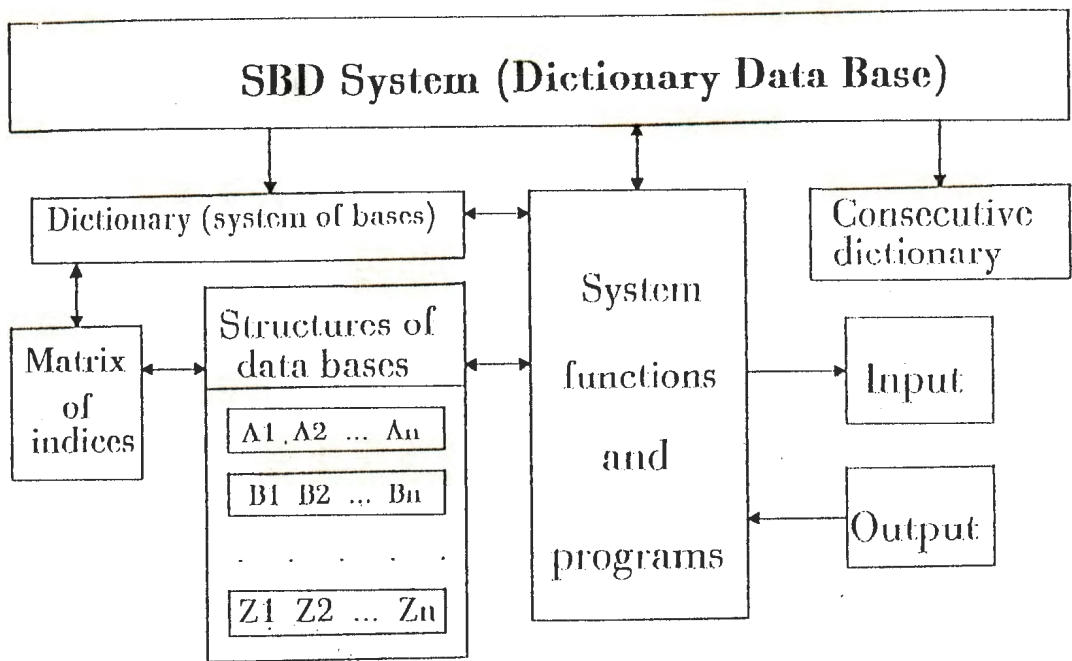 SBD System (Dictionary Data Base)
Dictionary (system of bases)
Consecutive
dictionary
System
functions
and
programs
Structures of
data bases
Matrix
of
indices
A1 A2 ... An
B1 B2 ... Bn
. . . . .
Z1 Z2 ... Zn
Input
Output